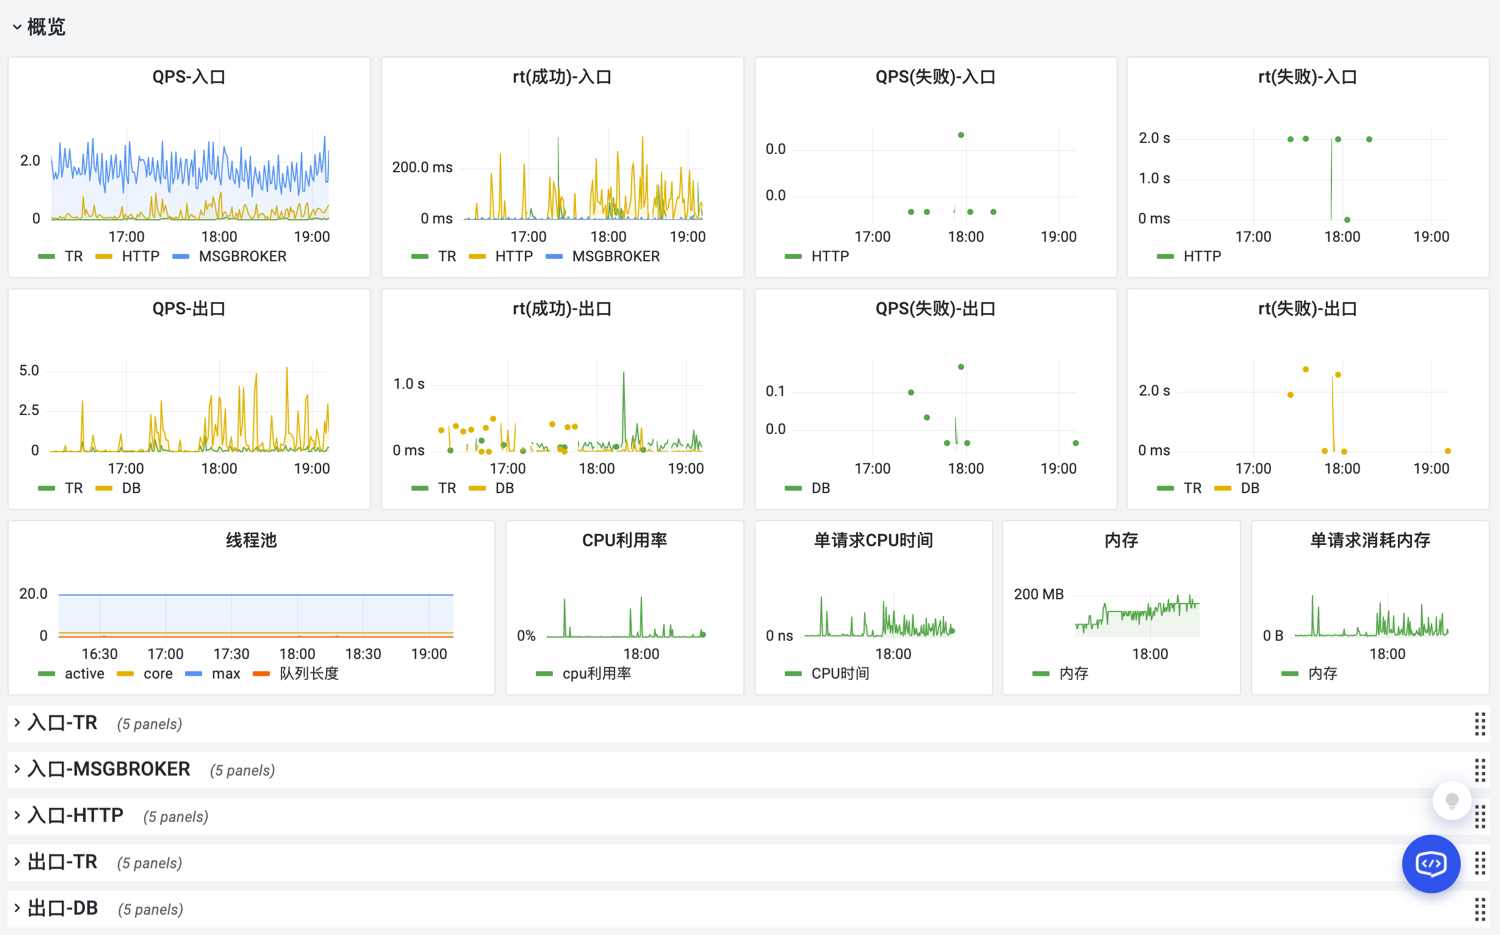 概览
QPS-入口
2.0
0
17:00 18:00 19:00
TR HTTP MSGBROKER
rt(成功)-入口
200.0 ms
0 ms
17:00 18:00 19:00
TR HTTP MSGBROKER
QPS(失败)-入口
0.0
0.0
17:00 18:00 19:00
HTTP
rt(失败)-入口
2.0 s
1.0 s
0 ms
17:00 18:00 19:00
HTTP
QPS-出口
5.0
2.5
0
17:00 18:00 19:00
TR DB
rt(成功)-出口
1.0 s
0 ms
17:00 18:00 19:00
TR DB
QPS(失败)-出口
0.1
0.0
17:00 18:00 19:00
DB
rt(失败)-出口
2.0 s
0 ms
17:00 18:00 19:00
TR DB
线程池
20.0
0
16:30 17:00 17:30 18:00 18:30 19:00
active core max 队列长度
CPU利用率
0%
18:00
cpu利用率
单请求CPU时间
0 ns
18:00
CPU时间
内存
200 MB
18:00
内存
单请求消耗内存
0 B
18:00
内存
入口-TR (5 panels)
入口-MSGBROKER (5 panels)
入口-HTTP (5 panels)
出口-TR (5 panels)
出口-DB (5 panels)